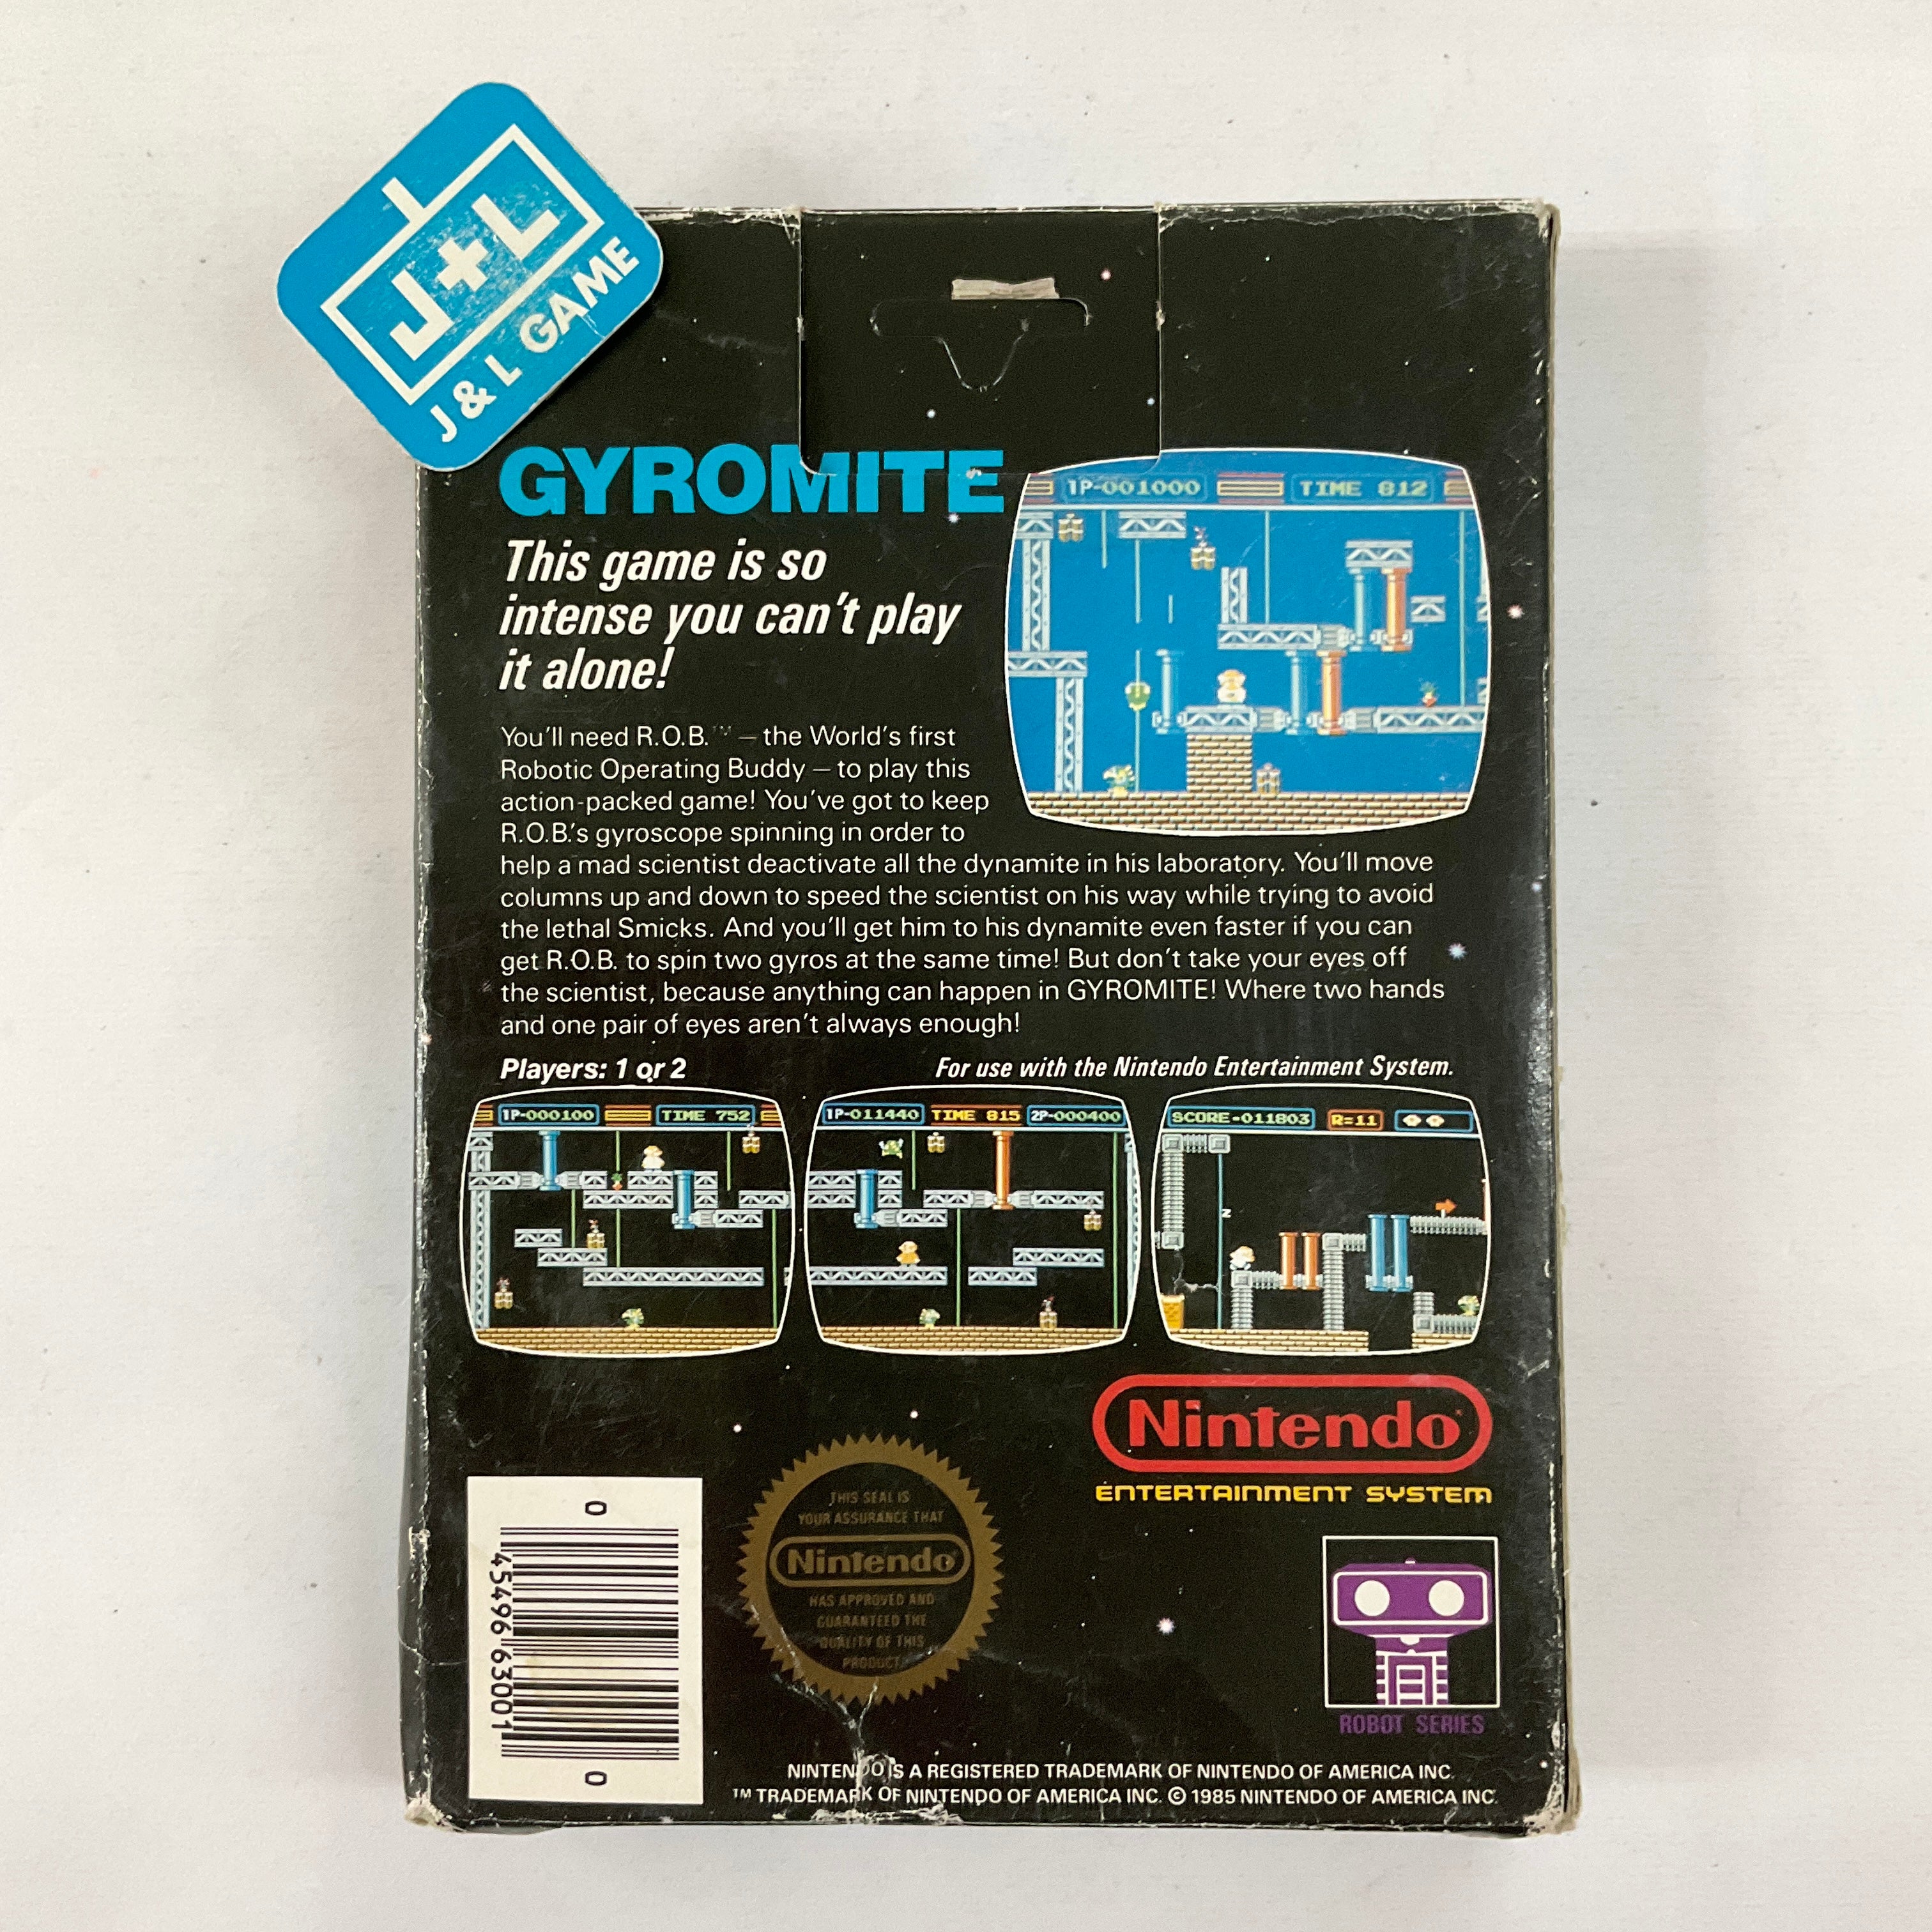 J+L
J & L GAME
GYROMITE
This game is so
intense you can't play
it alone!
You'll need R.O.B.™ — the World's first
Robotic Operating Buddy — to play this
action-packed game! You've got to keep
R.O.B.'s gyroscope spinning in order to
help a mad scientist deactivate all the dynamite in his laboratory. You'll move
columns up and down to speed the scientist on his way while trying to avoid
the lethal Smicks. And you'll get him to his dynamite even faster if you can
get R.O.B. to spin two gyros at the same time! But don't take your eyes off
the scientist, because anything can happen in GYROMITE! Where two hands
and one pair of eyes aren't always enough!
1P-001000 TIME 812
Players: 1 or 2
For use with the Nintendo Entertainment System.
1P-000100 TIME 752
1P-011440 TIME 815 2P-000400
SCORE-011803 R=11
Z
Nintendo
ENTERTAINMENT SYSTEM
0
45496 63001
0
THIS SEAL IS
YOUR ASSURANCE THAT
Nintendo
HAS APPROVED AND
GUARANTEED THE
QUALITY OF THIS
PRODUCT.
ROBOT SERIES
NINTENDO IS A REGISTERED TRADEMARK OF NINTENDO OF AMERICA INC.
™ TRADEMARK OF NINTENDO OF AMERICA INC. © 1985 NINTENDO OF AMERICA INC.